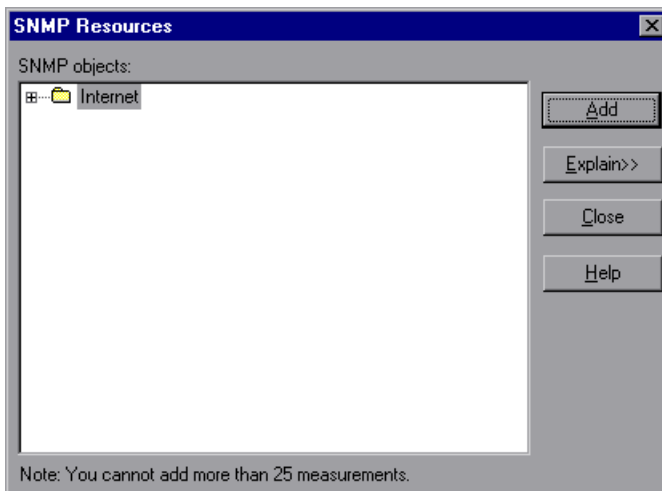 SNMP Resources
SNMP objects:
Internet
Add
Explain>>
Close
Help
Note: You cannot add more than 25 measurements.